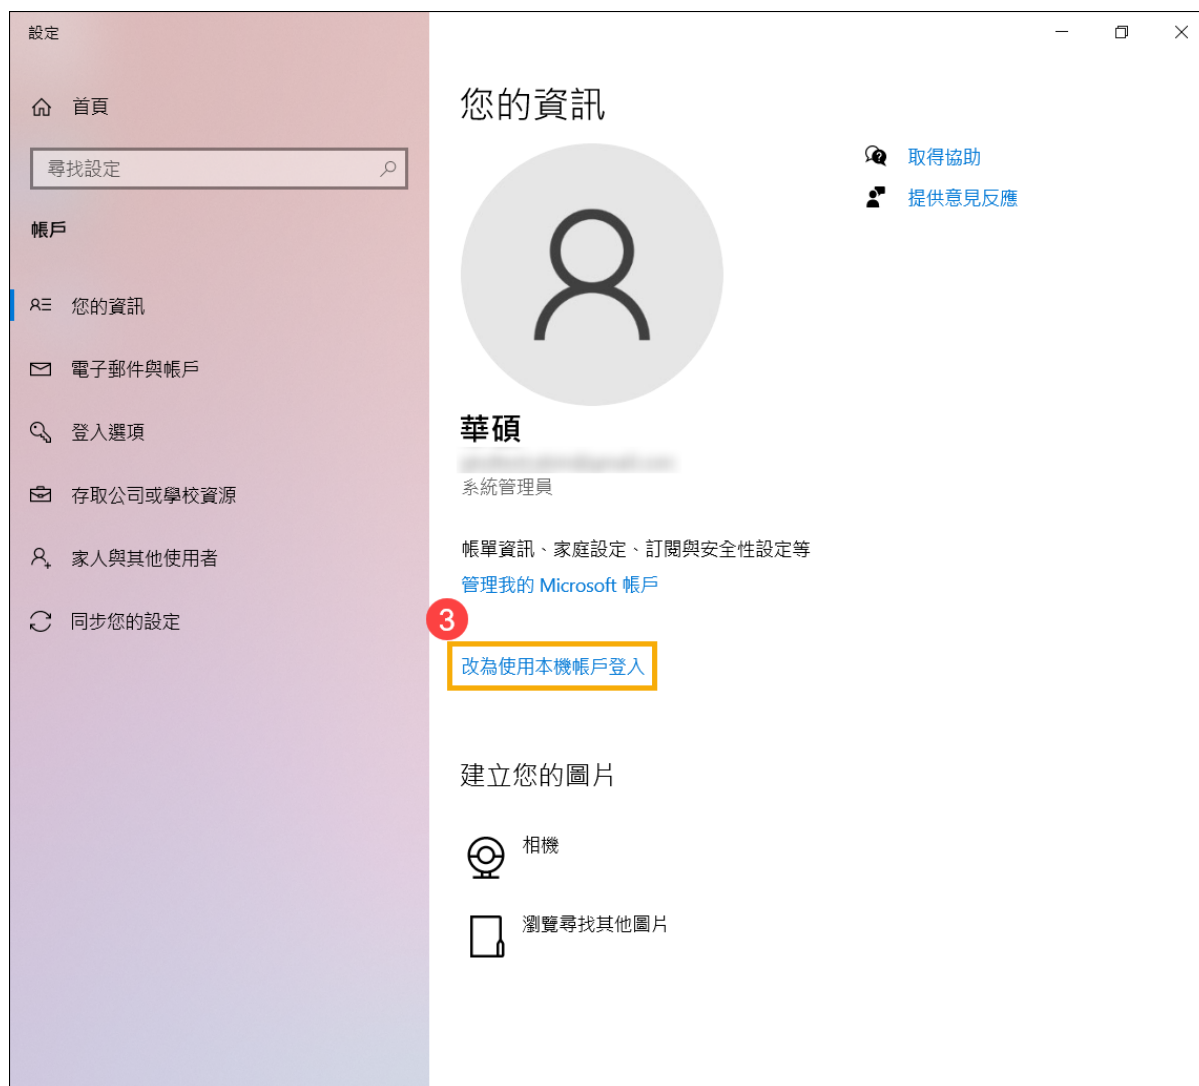 設定
首頁
尋找設定
帳戶
您的資訊
電子郵件與帳戶
登入選項
存取公司或學校資源
家人與其他使用者
同步您的設定
您的資訊
華碩
系統管理員
帳單資訊、家庭設定、訂閱與安全性設定等
管理我的 Microsoft 帳戶
3
改為使用本機帳戶登入
建立您的圖片
相機
瀏覽尋找其他圖片
取得協助
提供意見反應